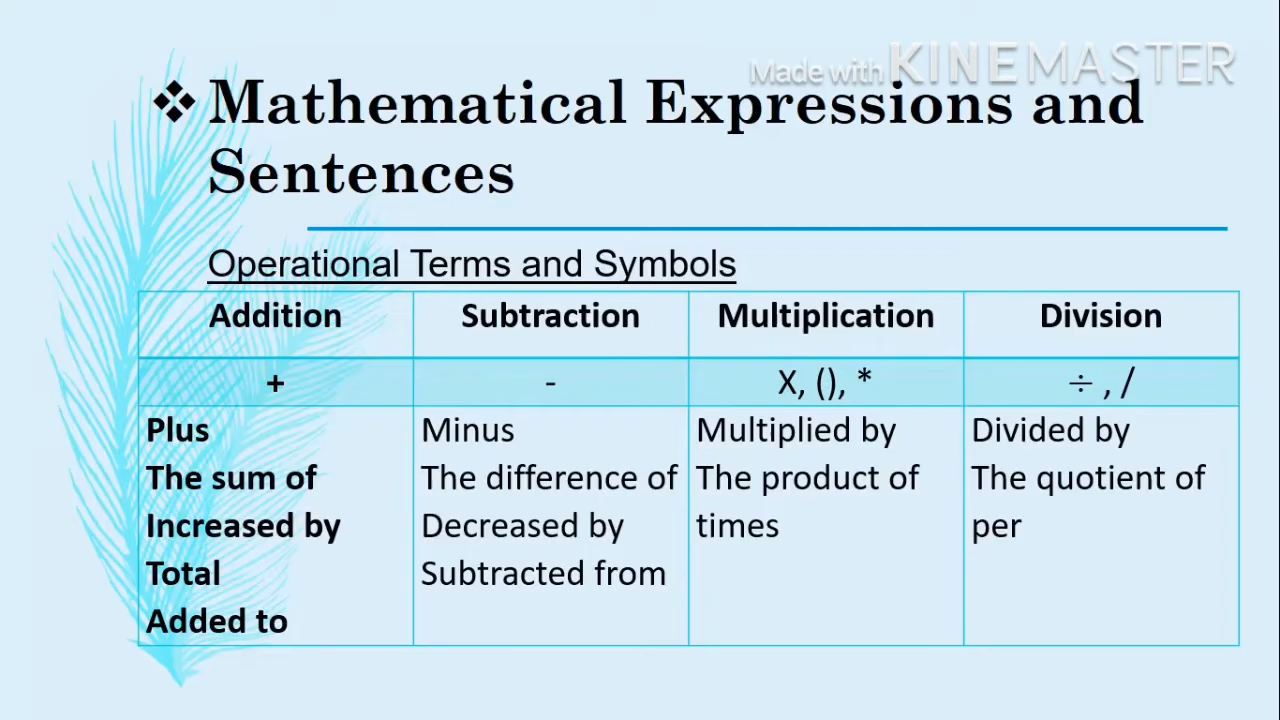 Made with KINEMASTER
❖ Mathematical Expressions and
Sentences
Operational Terms and Symbols
Addition Subtraction Multiplication Division
+ - X, (), * ÷ , /
Plus Minus Multiplied by Divided by
The sum of The difference of The product of The quotient of
Increased by Decreased by times per
Total Subtracted from
Added to